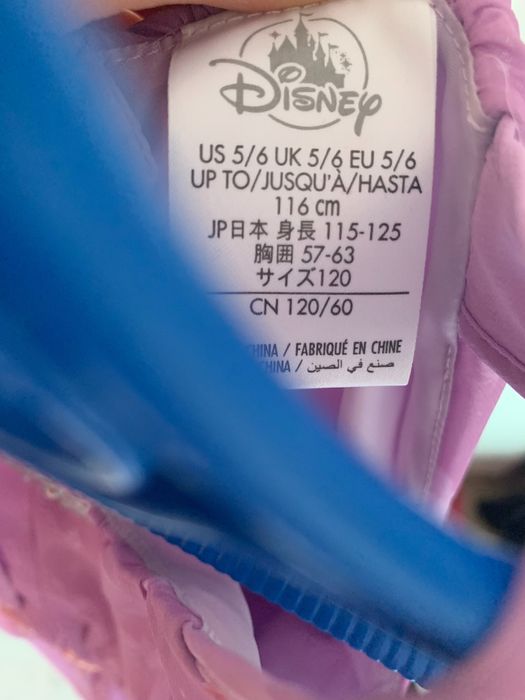 Disney
US 5/6 UK 5/6 EU 5/6
UP TO/JUSQU'À/HASTA
116 cm
JP日本 身長 115-125
胸囲 57-63
サイズ120
CN 120/60
/ FABRIQUÉ EN CHINE
/ صنع في الصين